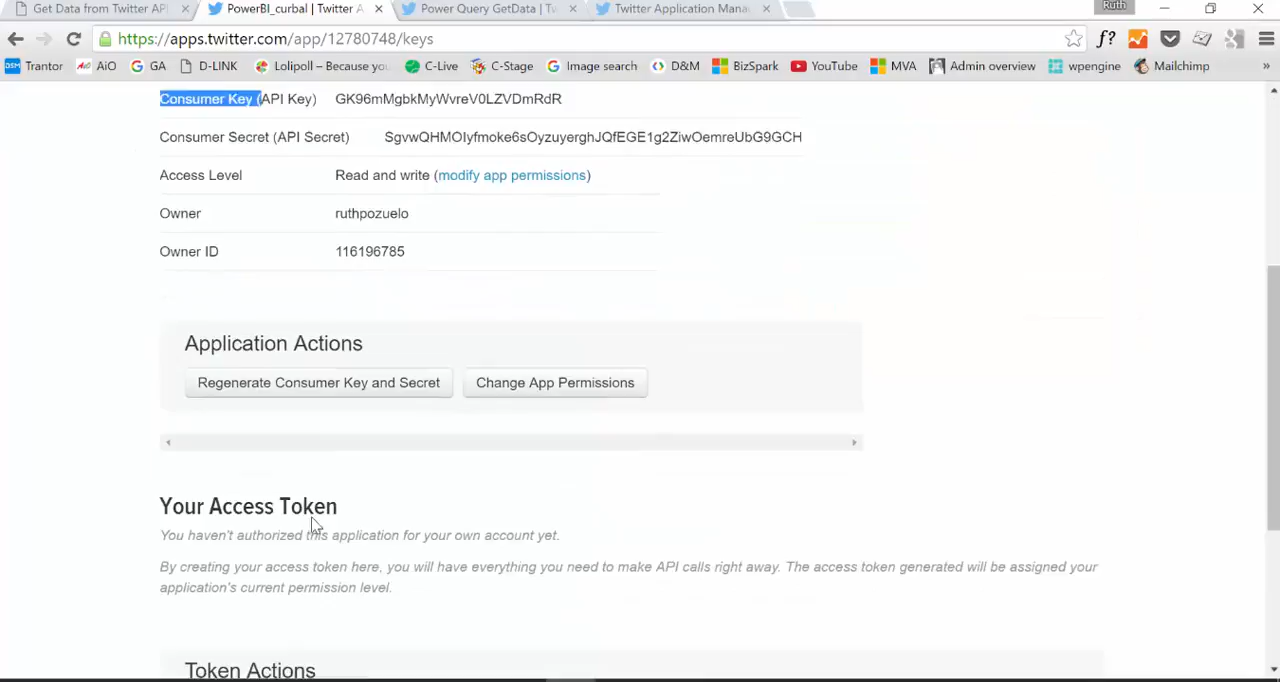 Get Data from Twitter API
PowerBI_curbal | Twitter A
Power Query GetData | Tw
Twitter Application Mana
Ruth
https://apps.twitter.com/app/12780748/keys
f?
Trantor
AiO
GA
D-LINK
Lolipoll – Because you
C-Live
C-Stage
Image search
D&M
BizSpark
YouTube
MVA
Admin overview
wpengine
Mailchimp
»
Consumer Key (API Key) GK96mMgbkMyWvreV0LZVDmRdR
Consumer Secret (API Secret) SgvwQHMOIyfmoke6sOyzuyerghJQfEGE1g2ZiwOemreUbG9GCH
Access Level Read and write (modify app permissions)
Owner ruthpozuelo
Owner ID 116196785
Application Actions
Regenerate Consumer Key and Secret
Change App Permissions
Your Access Token
You haven't authorized this application for your own account yet.
By creating your access token here, you will have everything you need to make API calls right away. The access token generated will be assigned your
application's current permission level.
Token Actions